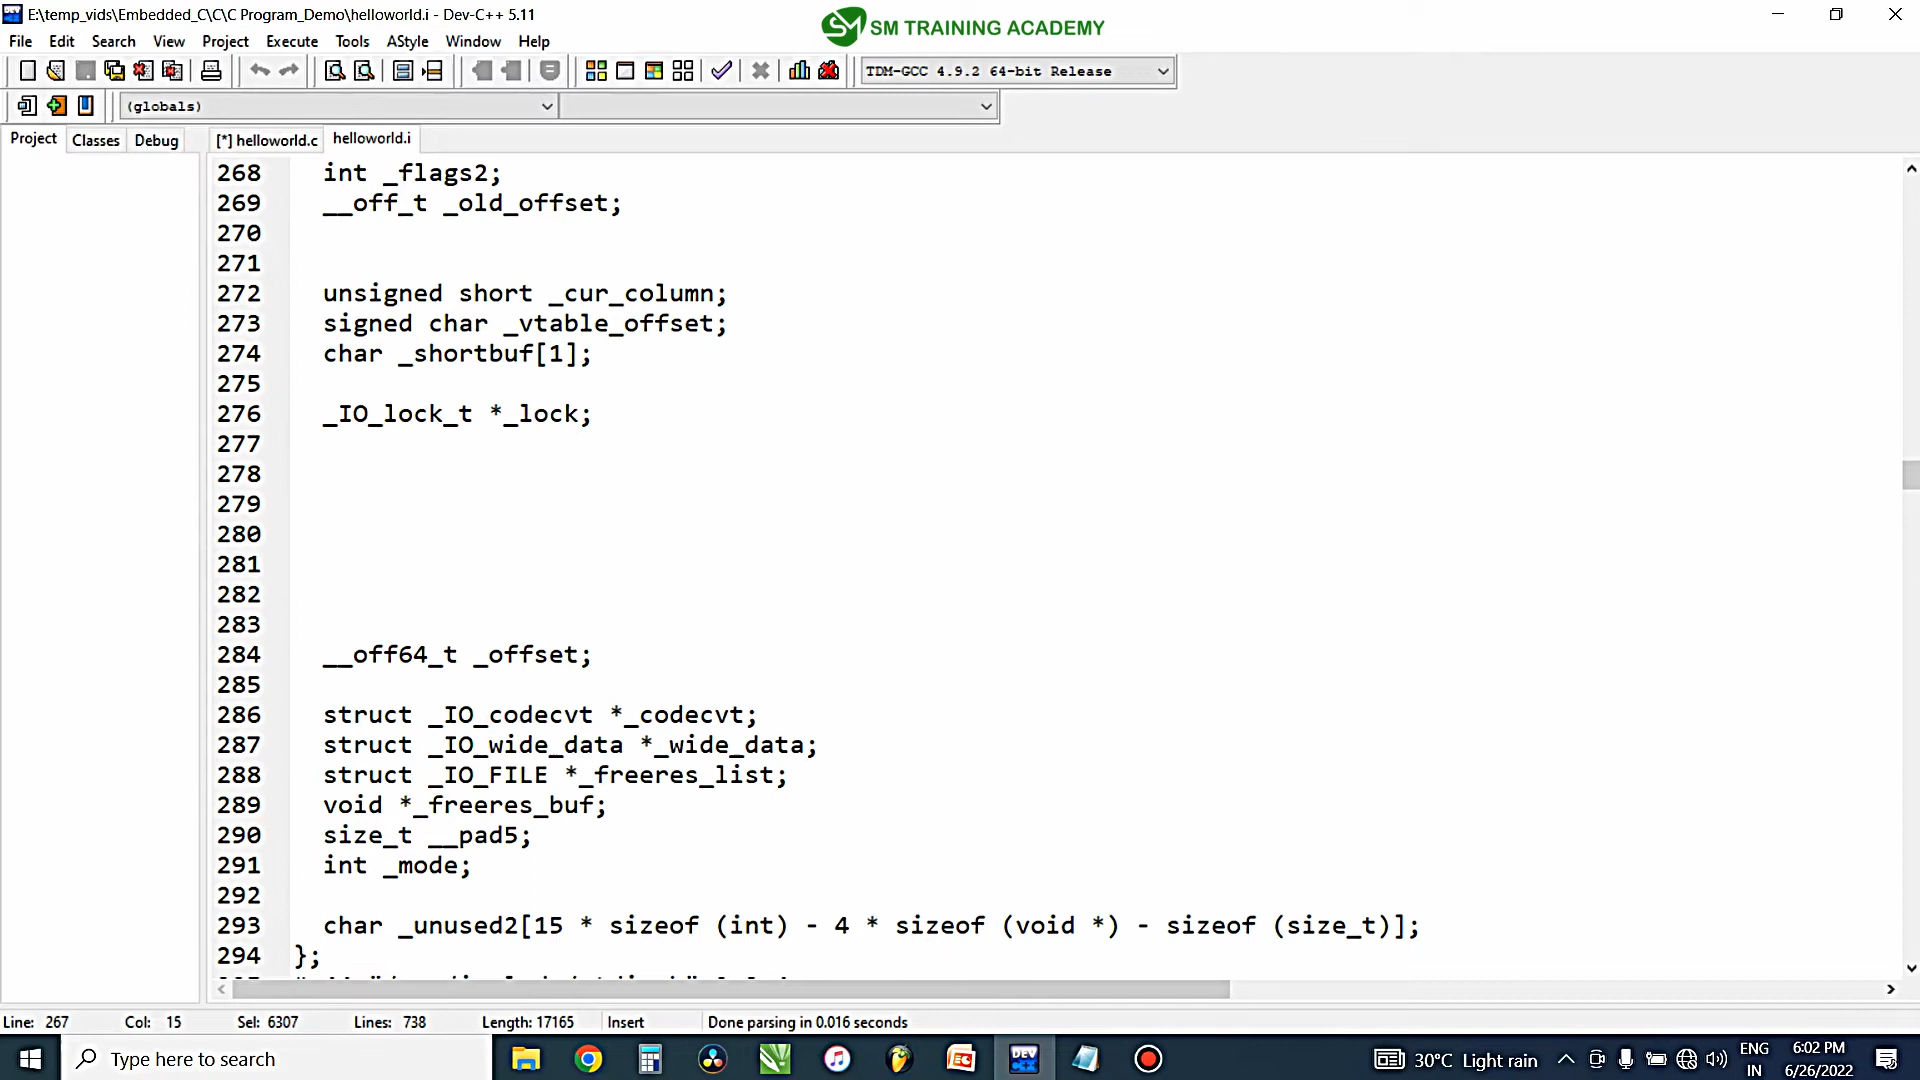 E:\temp_vids\Embedded_C\C\C Program_Demo\helloworld.i - Dev-C++ 5.11
SM TRAINING ACADEMY
File Edit Search View Project Execute Tools AStyle Window Help
TDM-GCC 4.9.2 64-bit Release
(globals)
Project Classes Debug [*] helloworld.c helloworld.i
268 int _flags2;
269 __off_t _old_offset;
270
271
272 unsigned short _cur_column;
273 signed char _vtable_offset;
274 char _shortbuf[1];
275
276 _IO_lock_t *_lock;
277
278
279
280
281
282
283
284 __off64_t _offset;
285
286 struct _IO_codecvt *_codecvt;
287 struct _IO_wide_data *_wide_data;
288 struct _IO_FILE *_freeres_list;
289 void *_freeres_buf;
290 size_t __pad5;
291 int _mode;
292
293 char _unused2[15 * sizeof (int) - 4 * sizeof (void *) - sizeof (size_t)];
294 };
Line: 267 Col: 15 Sel: 6307 Lines: 738 Length: 17165 Insert Done parsing in 0.016 seconds
Type here to search
DEV
30°C Light rain
ENG
IN
6:02 PM
6/26/2022